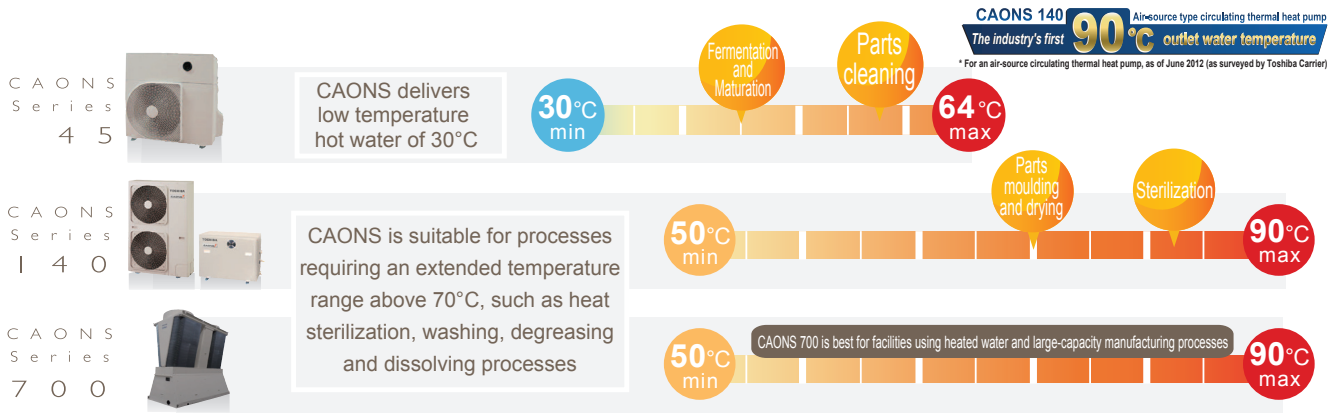 CAONS 140
Air-source type circulating thermal heat pump
The industry's first 90°C outlet water temperature
* For an air-source circulating thermal heat pump, as of June 2012 (as surveyed by Toshiba Carrier)
CAONS
Series
45
CAONS delivers
low temperature
hot water of 30°C
30°C
min
Fermentation
and
Maturation
Parts
cleaning
64°C
max
CAONS
Series
140
TOSHIBA
TOSHIBA
CAONS is suitable for processes
requiring an extended temperature
range above 70°C, such as heat
sterilization, washing, degreasing
and dissolving processes
50°C
min
Parts
moulding
and drying
Sterilization
90°C
max
CAONS
Series
700
50°C
min
CAONS 700 is best for facilities using heated water and large-capacity manufacturing processes
90°C
max